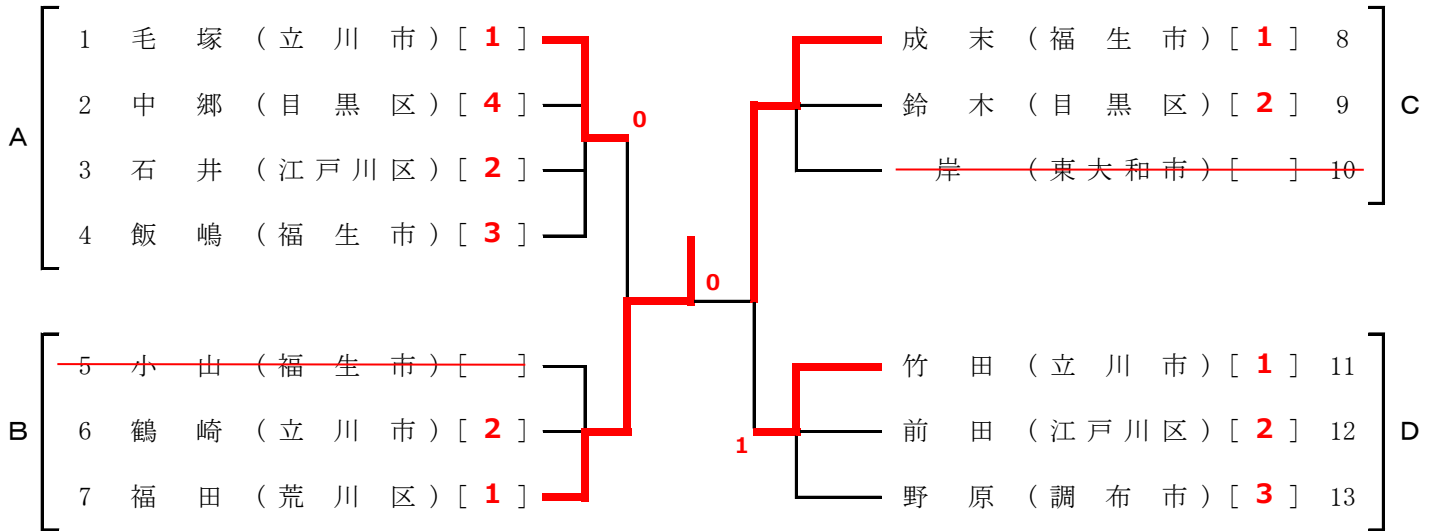 1 毛塚 (立川市) [ 1 ]
2 中郷 (目黒区) [ 4 ]
0
A
3 石井 (江戸川区) [ 2 ]
4 飯嶋 (福生市) [ 3 ]
0
5 小山 (福生市) [ ]
B
6 鶴崎 (立川市) [ 2 ]
7 福田 (荒川区) [ 1 ]
成末 (福生市) [ 1 ] 8
鈴木 (目黒区) [ 2 ] 9
C
岸 (東大和市) [ ] 10
竹田 (立川市) [ 1 ] 11
前田 (江戸川区) [ 2 ] 12
D
1
野原 (調布市) [ 3 ] 13